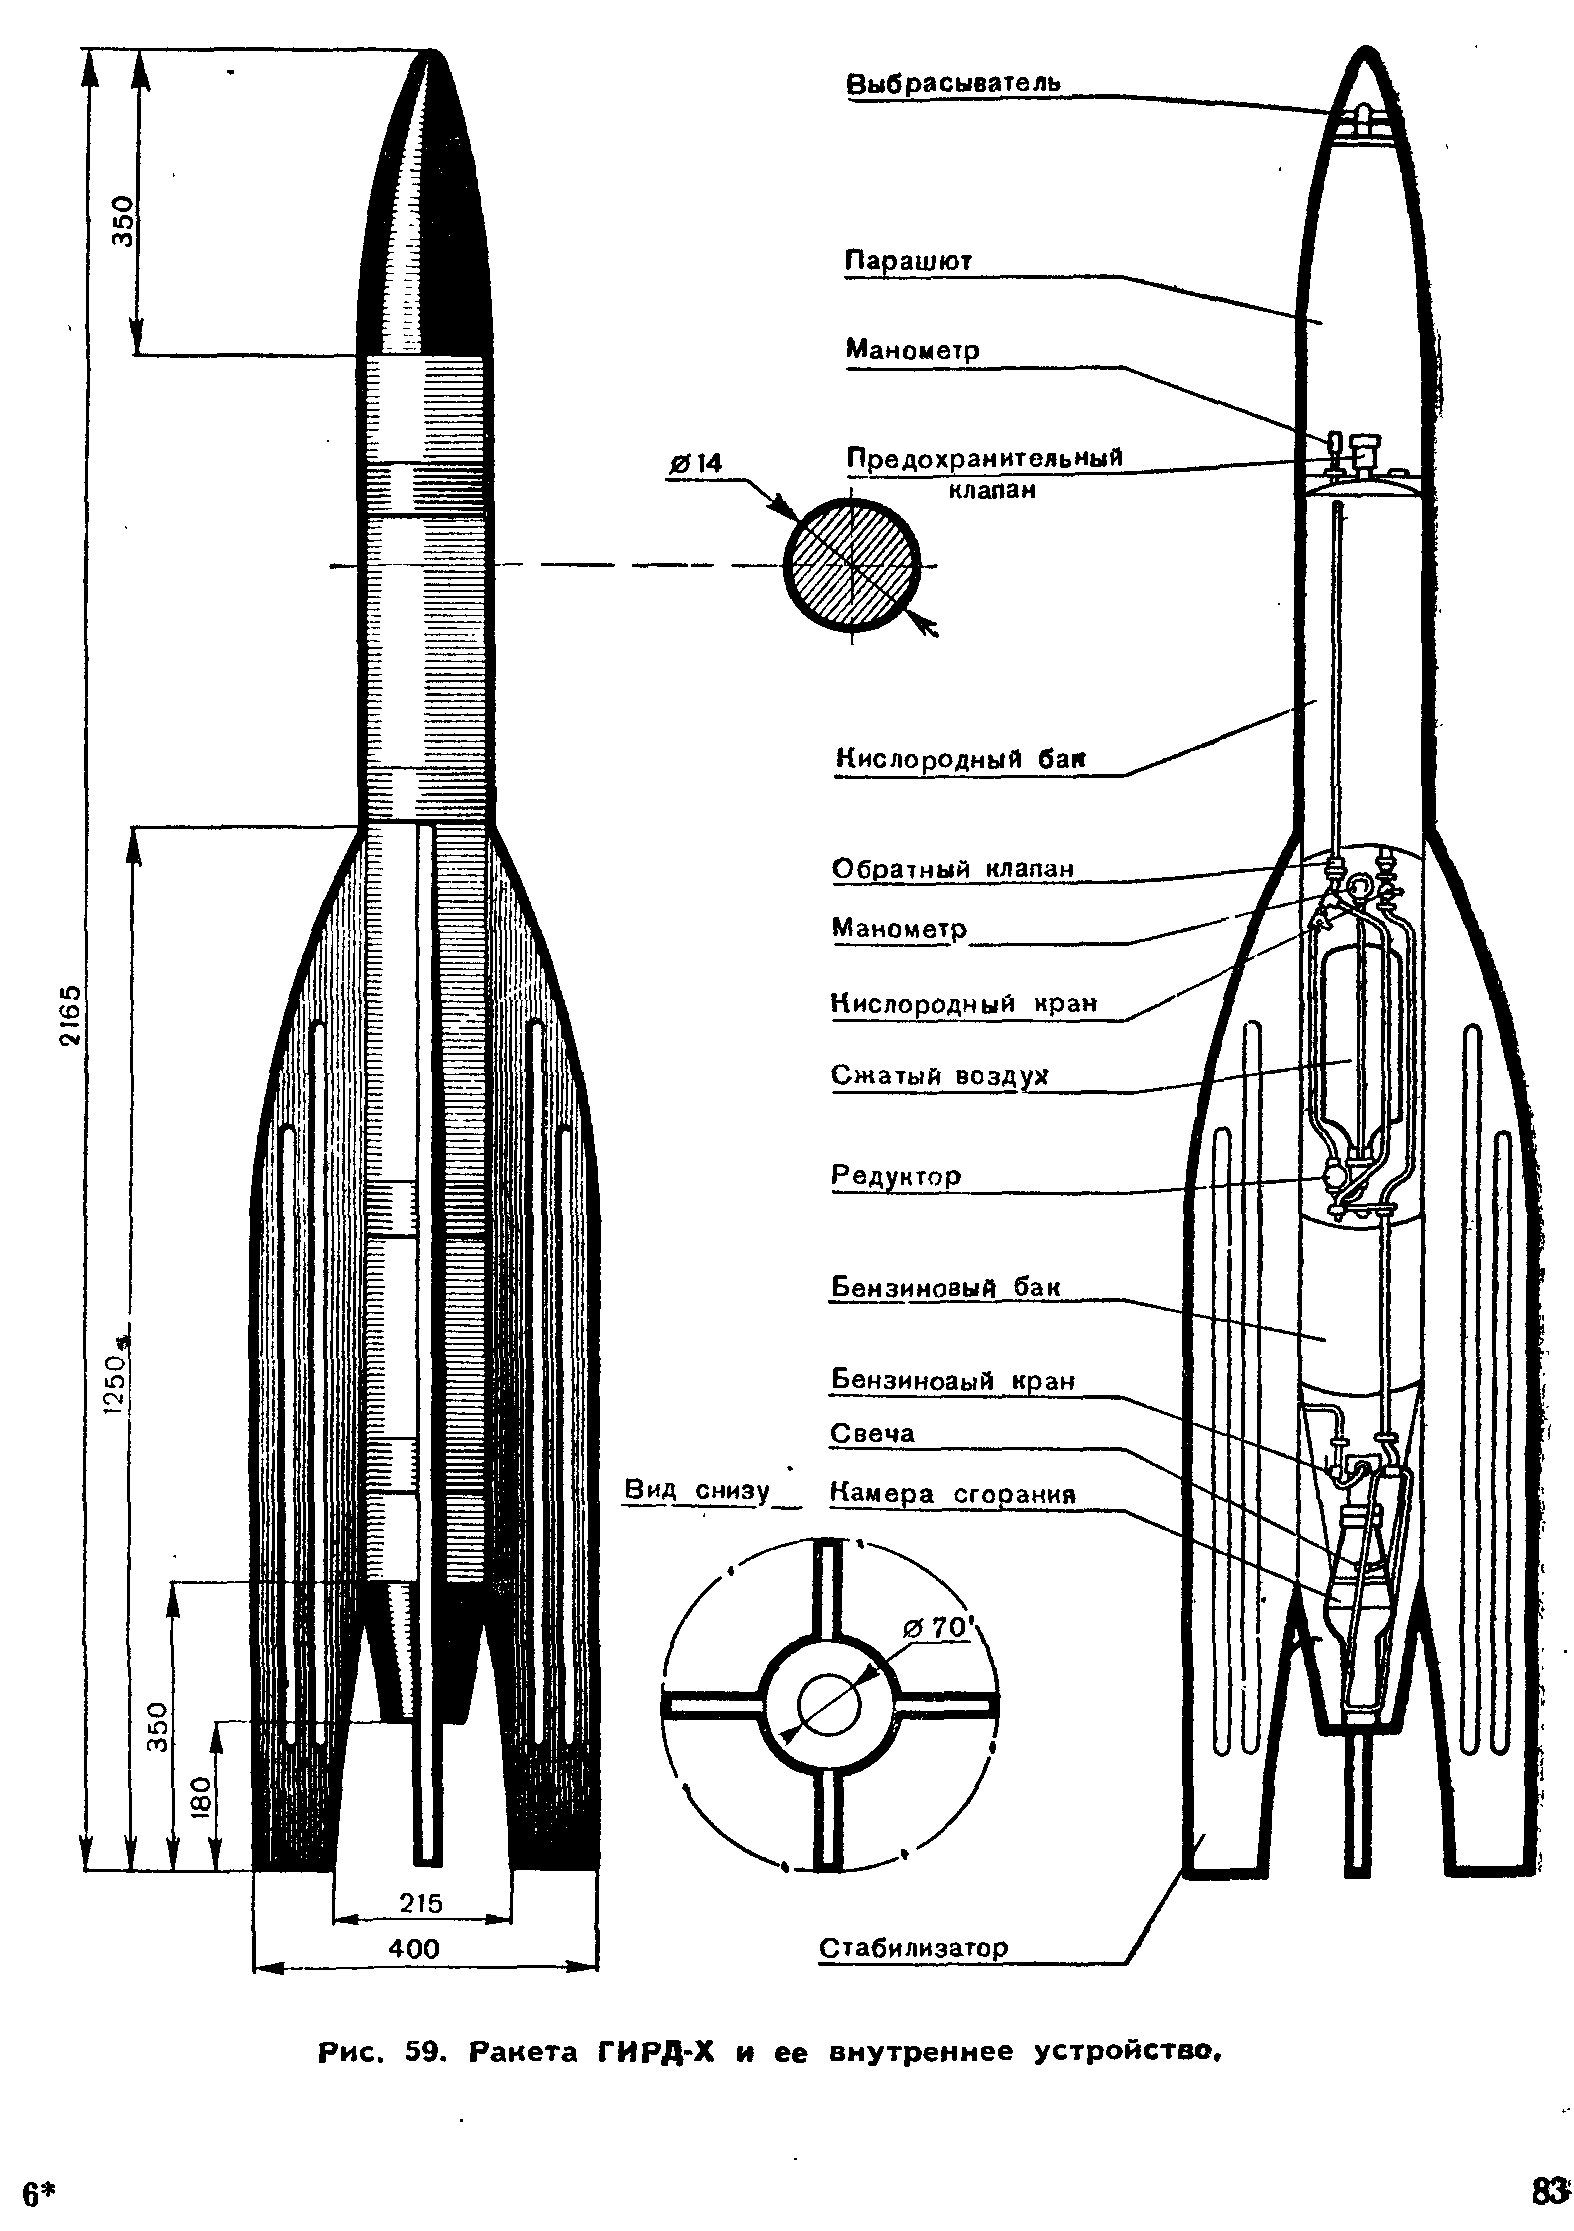 Выбрасыватель
350
Парашют
Манометр
Ø14
Предохранительный
клапан
Кислородный бак
Обратный клапан
Манометр
2165
Кислородный кран
Сжатый воздух
Редуктор
Бензиновый бак
1250
Бензиновый кран
Свеча
Вид снизу
Камера сгорания
Ø70
350
180
215
400
Стабилизатор
Рис. 59. Ракета ГИРД-Х и ее внутреннее устройство.
6*
83